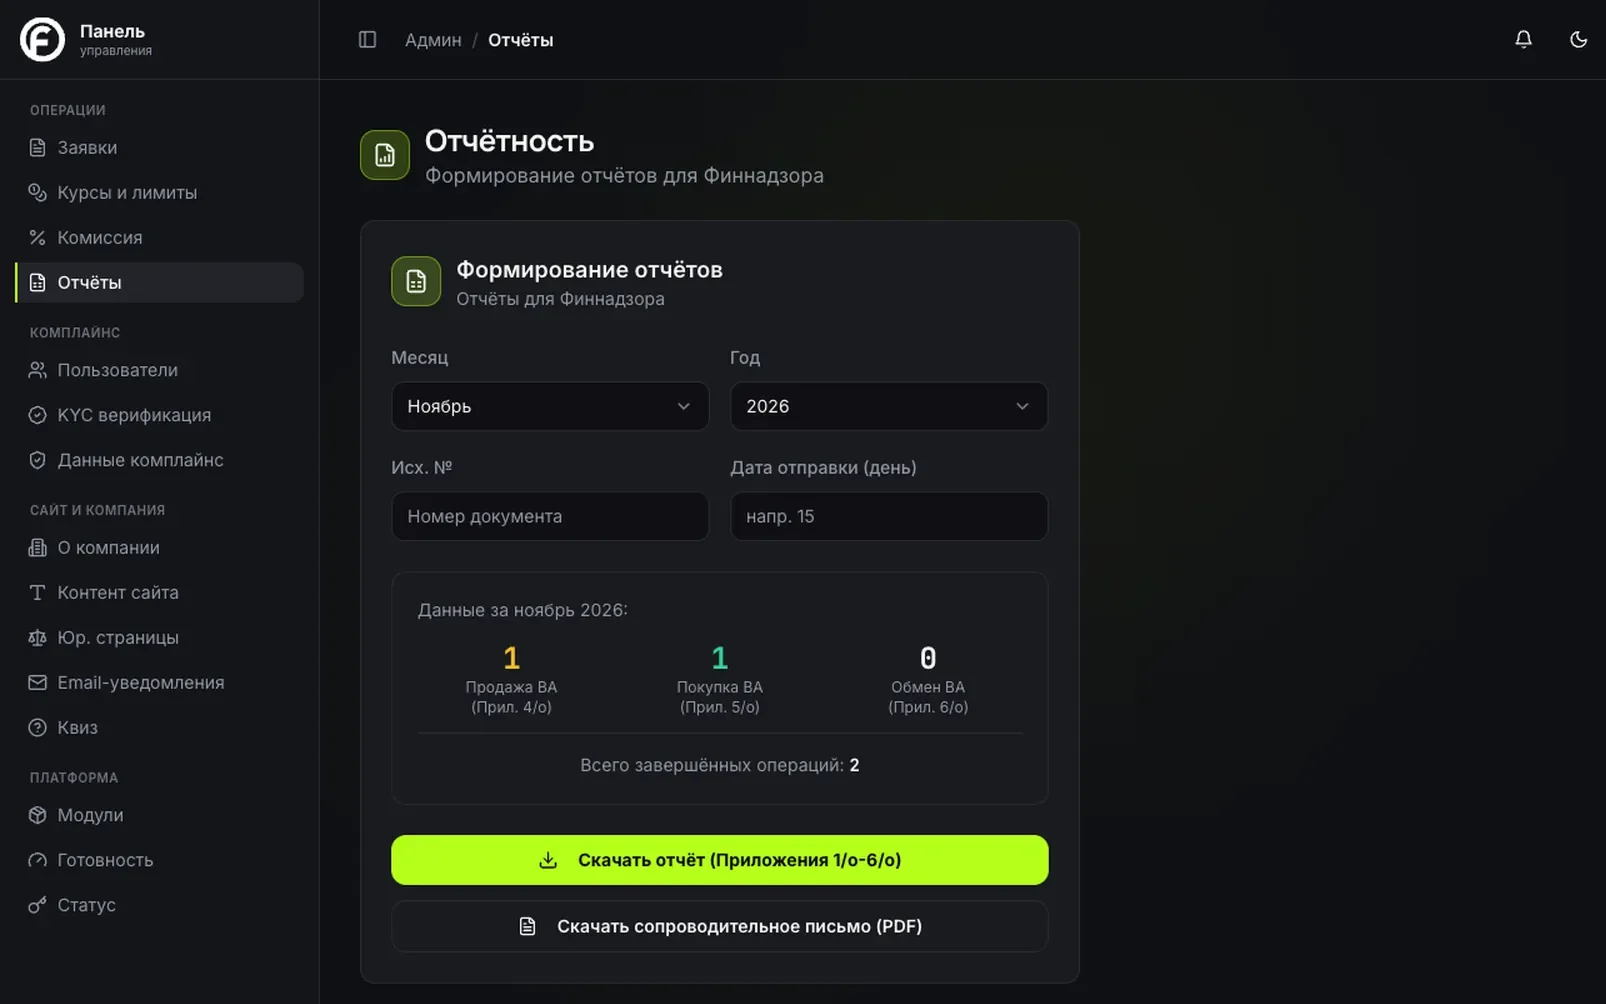 Панель
управления
Админ / Отчёты
ОПЕРАЦИИ
Заявки
Курсы и лимиты
Комиссия
Отчёты
КОМПЛАЙНС
Пользователи
KYC верификация
Данные комплайнс
САЙТ И КОМПАНИЯ
О компании
Контент сайта
Юр. страницы
Email-уведомления
Квиз
ПЛАТФОРМА
Модули
Готовность
Статус
Отчётность
Формирование отчётов для Финнадзора
Формирование отчётов
Отчёты для Финнадзора
Месяц
Год
Ноябрь
2026
Исх. №
Дата отправки (день)
Номер документа
напр. 15
Данные за ноябрь 2026:
1
Продажа ВА
(Прил. 4/о)
1
Покупка ВА
(Прил. 5/о)
0
Обмен ВА
(Прил. 6/о)
Всего завершённых операций: 2
Скачать отчёт (Приложения 1/о-6/о)
Скачать сопроводительное письмо (PDF)